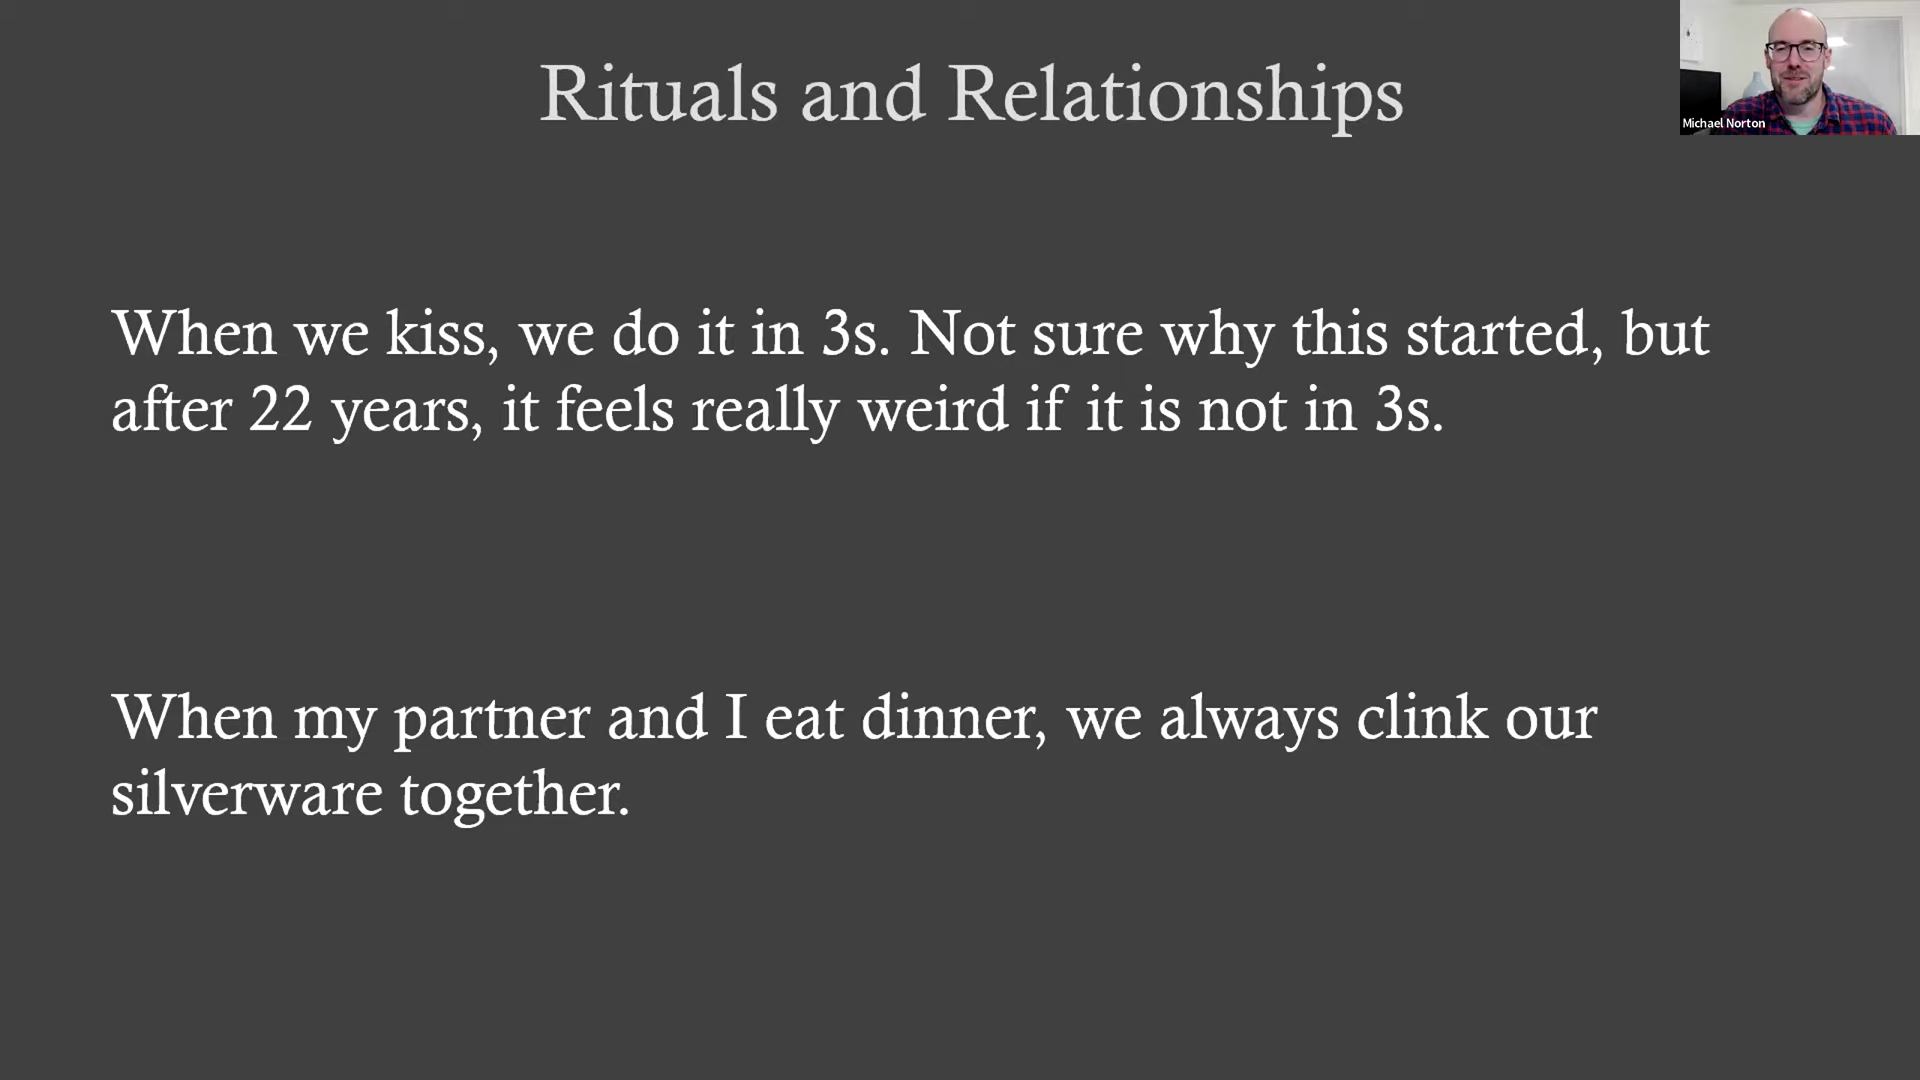 Rituals and Relationships
Michael Norton
When we kiss, we do it in 3s. Not sure why this started, but
after 22 years, it feels really weird if it is not in 3s.
When my partner and I eat dinner, we always clink our
silverware together.